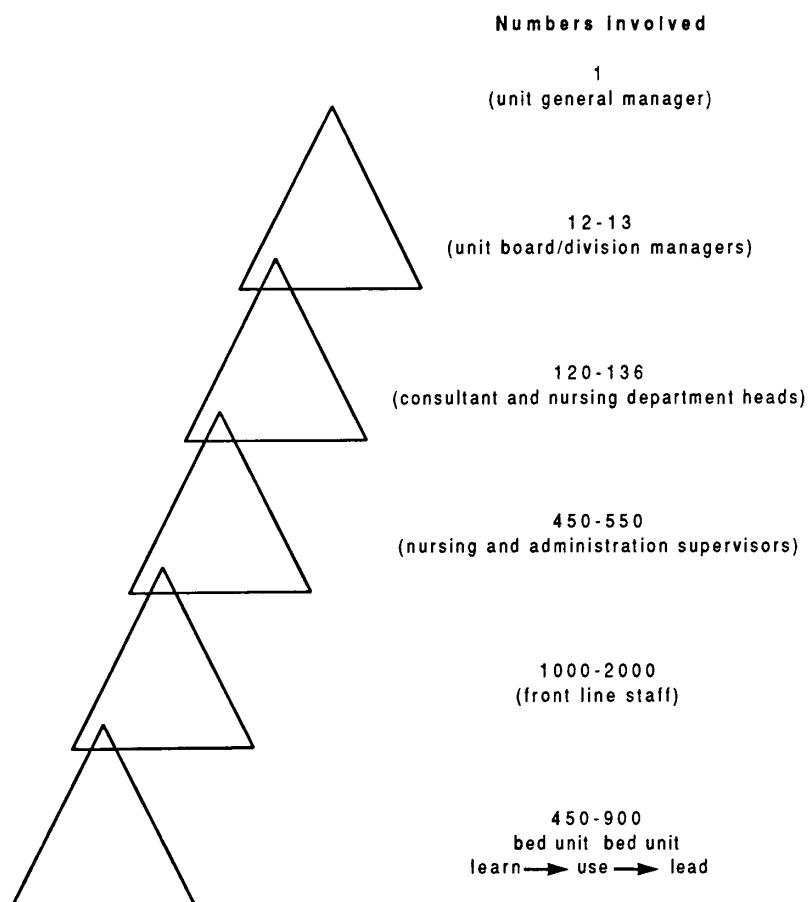 Numbers involved
1
(unit general manager)
12-13
(unit board/division managers)
120-136
(consultant and nursing department heads)
450-550
(nursing and administration supervisors)
1000-2000
(front line staff)
450-900
bed unit bed unit
learn → use → lead